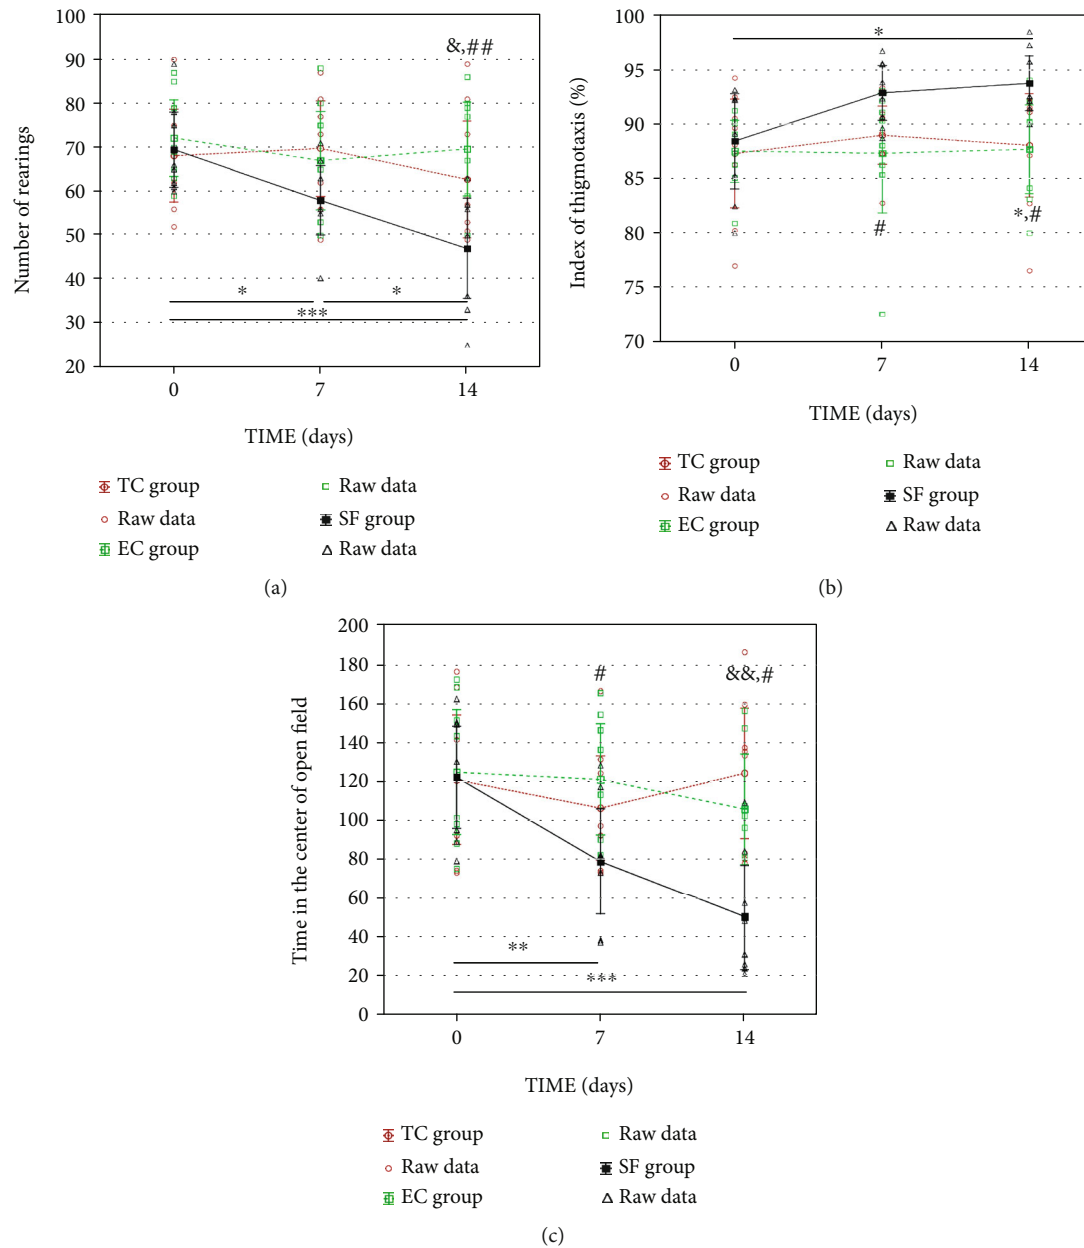 100
90
80
70
60
50
40
30
20
Number of rearings
&,##
*
*
***
0
7
14
TIME (days)
TC group
Raw data
EC group
Raw data
SF group
Raw data
(a)
100
95
90
85
80
75
70
Index of thigmotaxis (%)
*
#
*,#
0
7
14
TIME (days)
TC group
Raw data
EC group
Raw data
SF group
Raw data
(b)
200
180
160
140
120
100
80
60
40
20
0
Time in the center of open field
#
&&,#
**
***
0
7
14
TIME (days)
TC group
Raw data
EC group
Raw data
SF group
Raw data
(c)